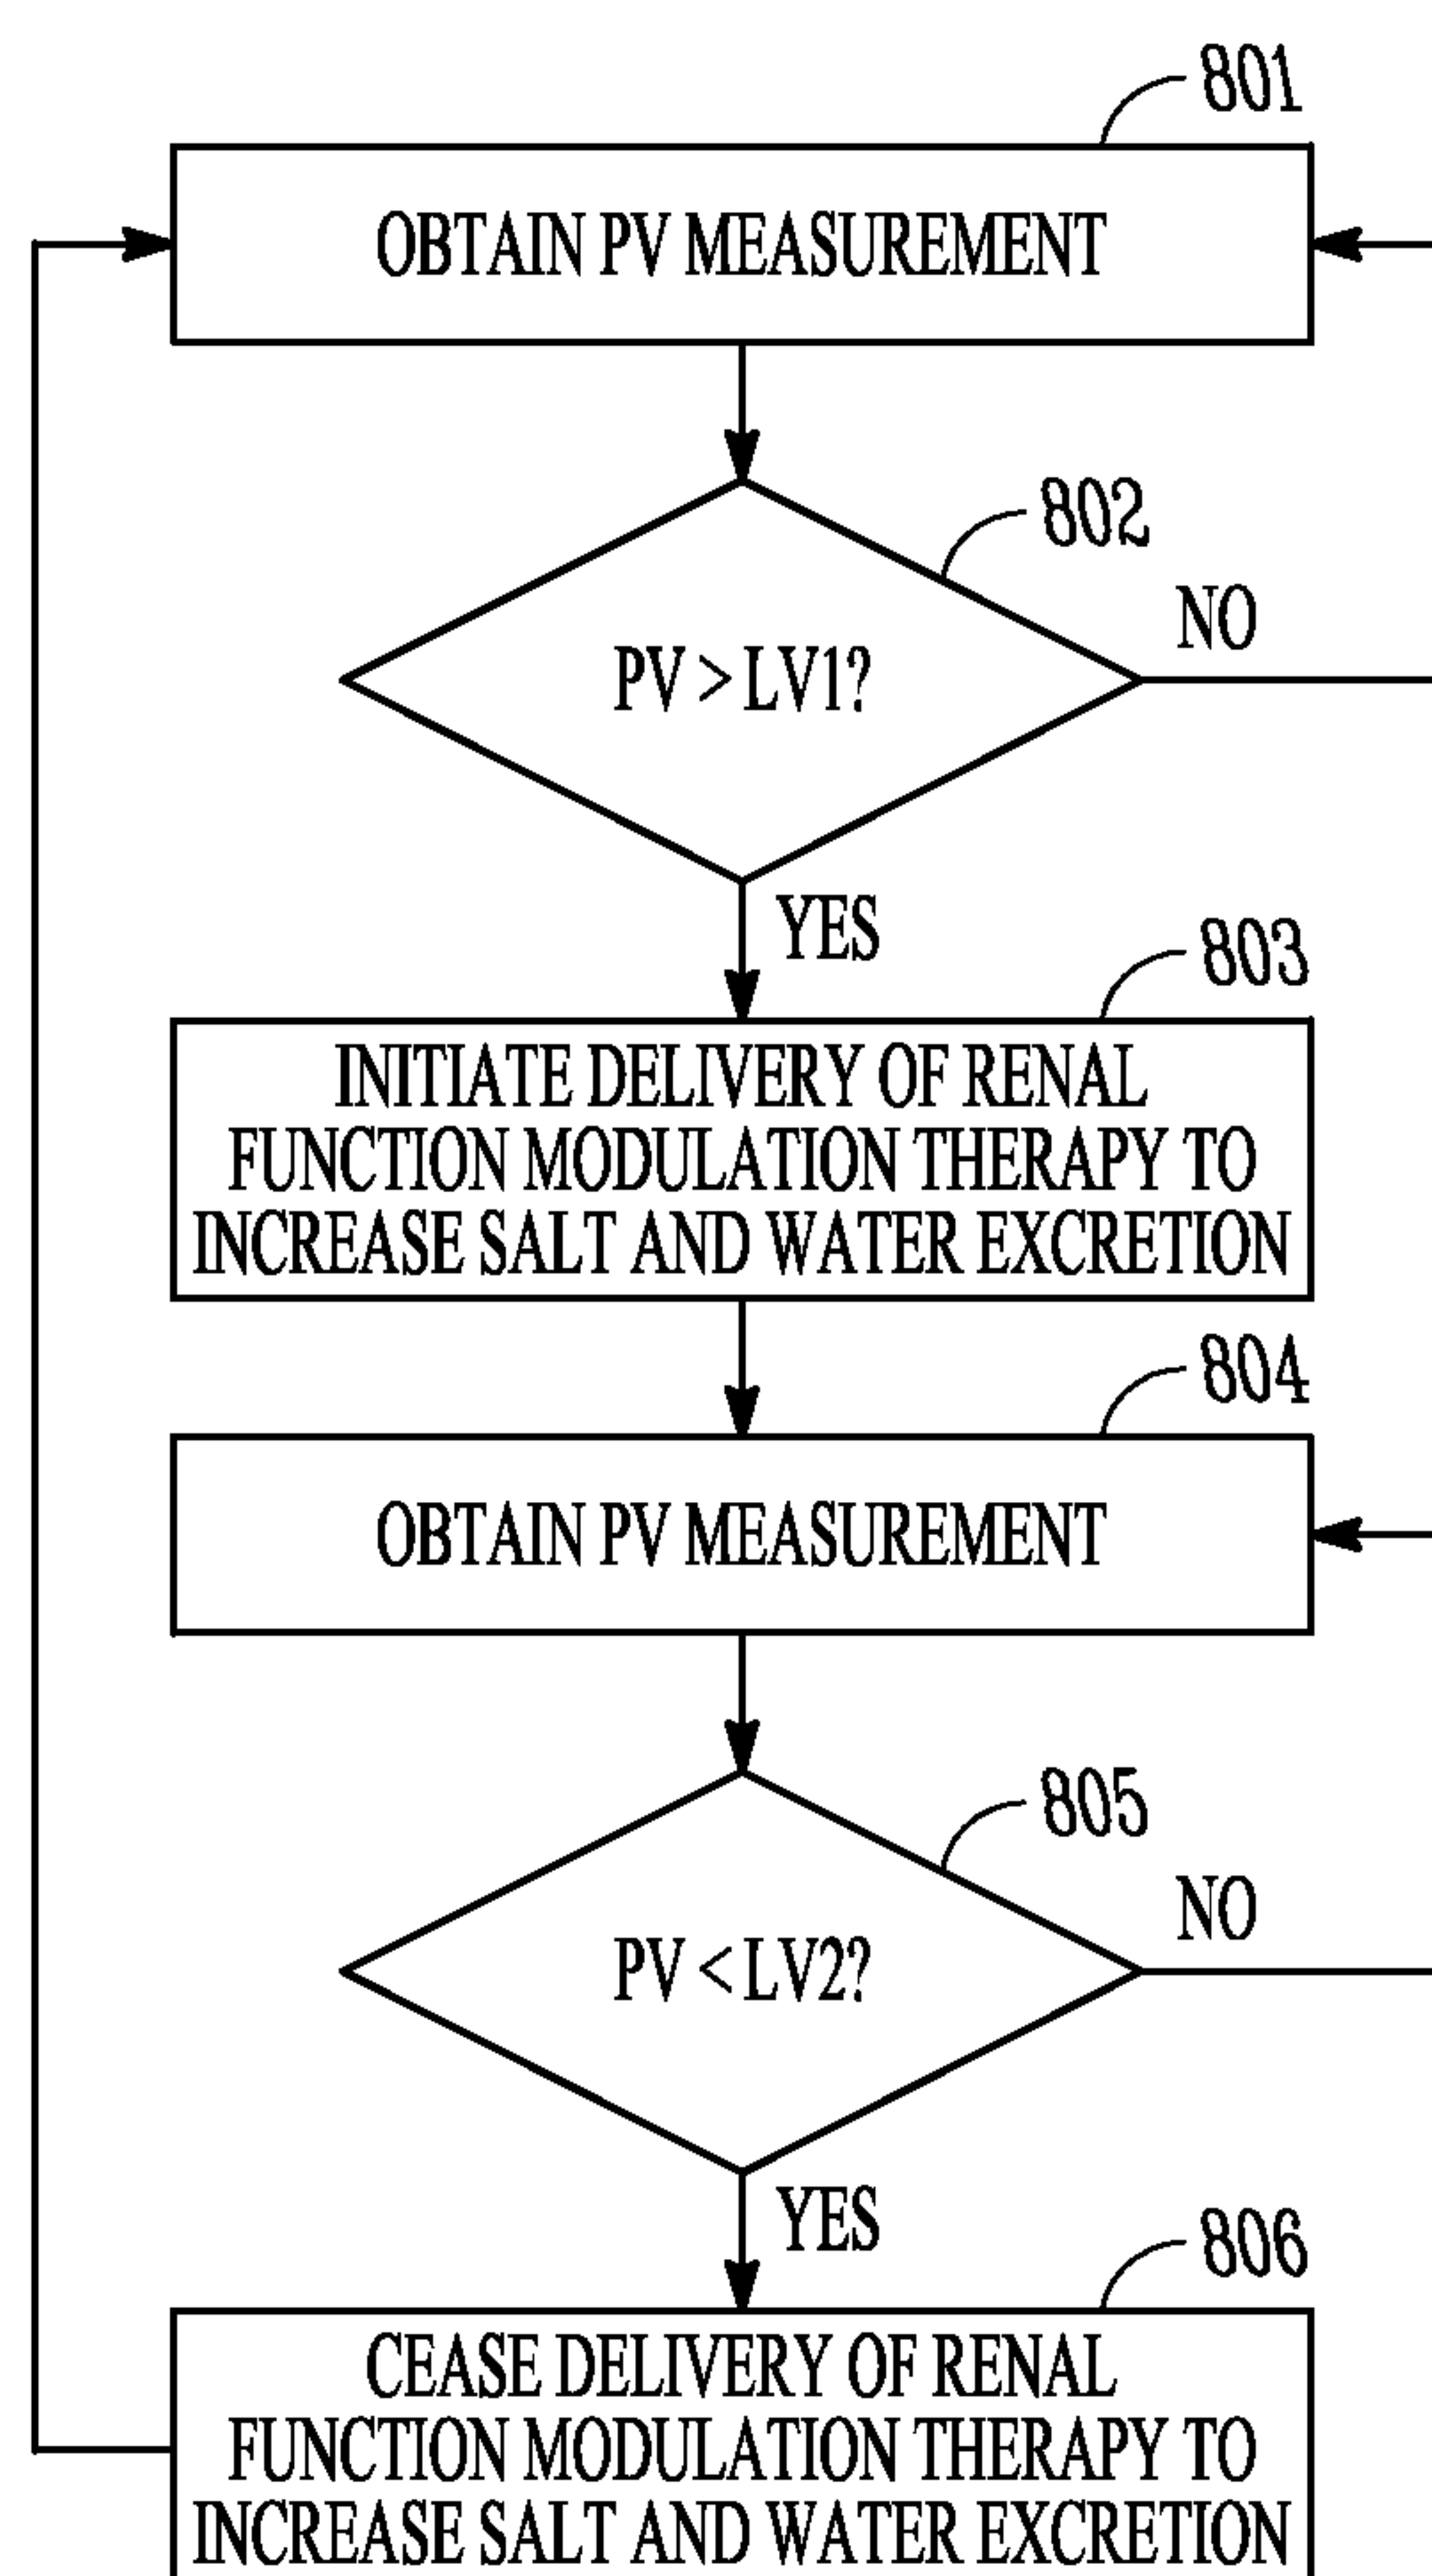 801
OBTAIN PV MEASUREMENT
802
NO
PV > LV1?
YES
803
INITIATE DELIVERY OF RENAL
FUNCTION MODULATION THERAPY TO
INCREASE SALT AND WATER EXCRETION
804
OBTAIN PV MEASUREMENT
805
NO
PV < LV2?
YES
806
CEASE DELIVERY OF RENAL
FUNCTION MODULATION THERAPY TO
INCREASE SALT AND WATER EXCRETION